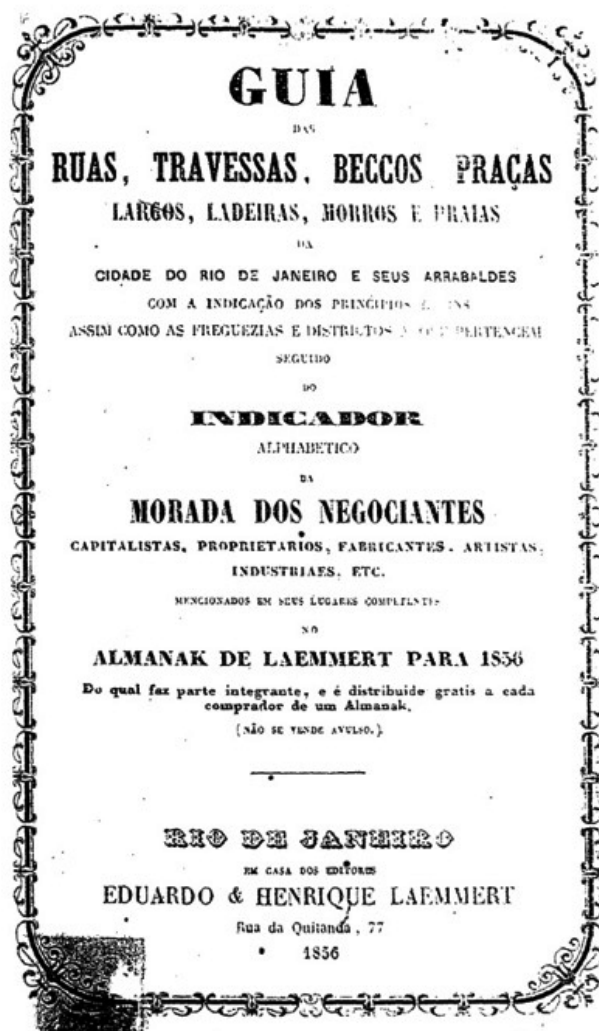 GUIA
DAS
RUAS, TRAVESSAS, BECCOS PRAÇAS
LARGOS, LADEIRAS, MORROS E PRAIAS
DA
CIDADE DO RIO DE JANEIRO E SEUS ARRABALDES
COM A INDICAÇÃO DOS PRINCIPIOS
ASSIM COMO AS FREGUEZIAS E DISTRICTOS A QUE PERTENCEM
SEGUIDO
DO
INDICADOR
ALPHABETICO
DA
MORADA DOS NEGOCIANTES
CAPITALISTAS, PROPRIETARIOS, FABRICANTES. ARTISTAS,
INDUSTRIAES, ETC.
MENCIONADOS EM SEUS LUGARES COMPETENTES
NO
ALMANAK DE LAEMMERT PARA 1856
Do qual faz parte integrante, e é distribuido gratis a cada
comprador de um Almanak.
(NÃO SE VENDE AVULSO.)
RIO DE JANEIRO
EM CASA DOS EDITORES
EDUARDO & HENRIQUE LAEMMERT
Rua da Quitanda, 77
1856